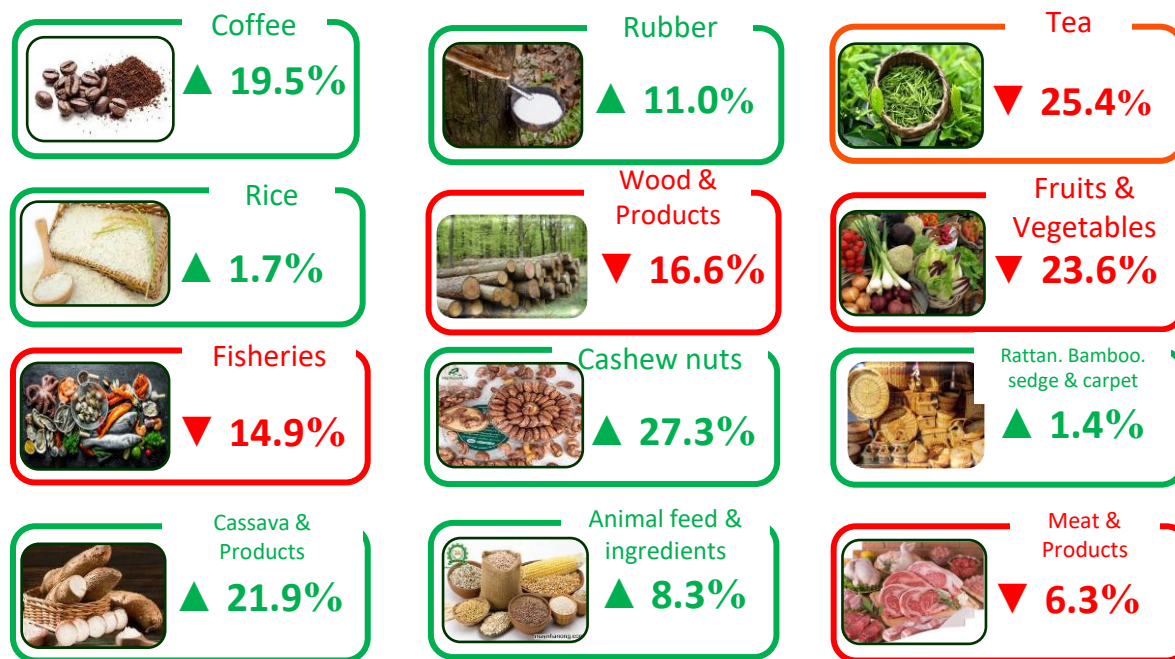 Coffee
▲ 19.5%
Rubber
▲ 11.0%
Tea
▼ 25.4%
Rice
▲ 1.7%
Wood &
Products
▼ 16.6%
Fruits &
Vegetables
▼ 23.6%
Fisheries
▼ 14.9%
Cashew nuts
▲ 27.3%
Rattan. Bamboo.
sedge & carpet
▲ 1.4%
Cassava &
Products
▲ 21.9%
Animal feed &
ingredients
▲ 8.3%
Meat &
Products
▼ 6.3%